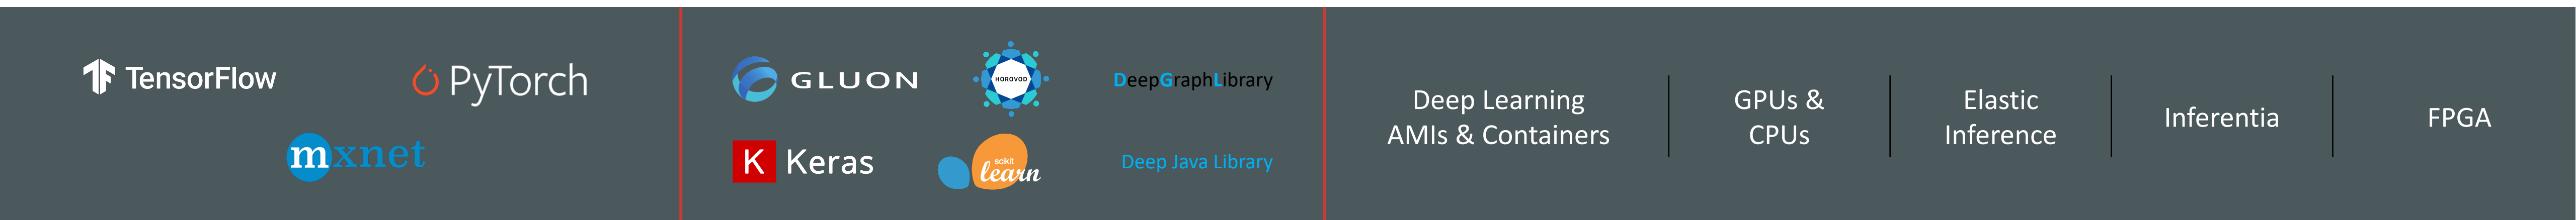 TensorFlow
PyTorch
mxnet
GLUON
HOROVOD
DeepGraphLibrary
K Keras
scikit
learn
Deep Java Library
Deep Learning
AMIs & Containers
GPUs &
CPUs
Elastic
Inference
Inferentia
FPGA